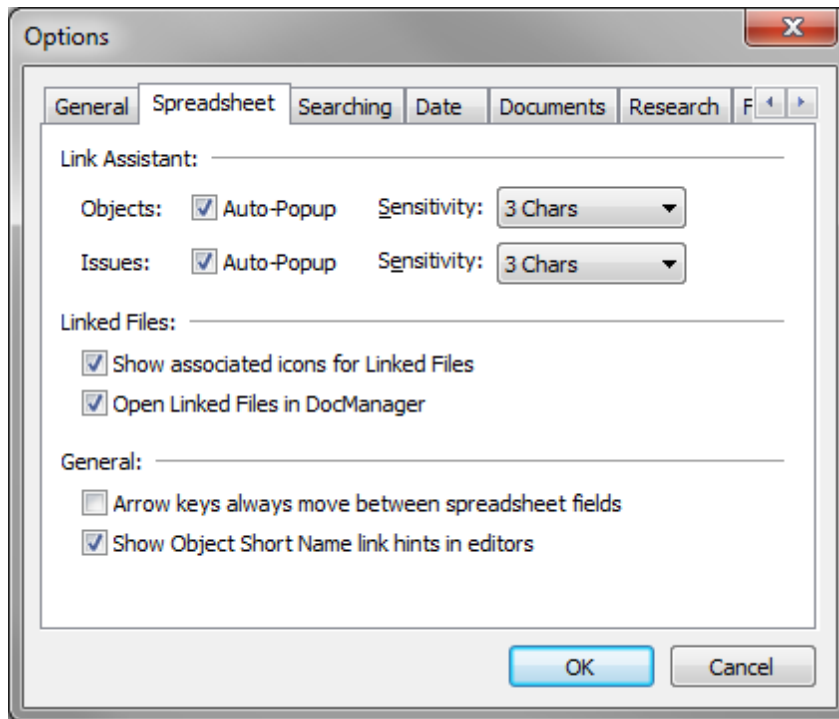 Options
General Spreadsheet Searching Date Documents Research F
Link Assistant:
Objects: Auto-Popup Sensitivity: 3 Chars
Issues: Auto-Popup Sensitivity: 3 Chars
Linked Files:
Show associated icons for Linked Files
Open Linked Files in DocManager
General:
Arrow keys always move between spreadsheet fields
Show Object Short Name link hints in editors
OK Cancel